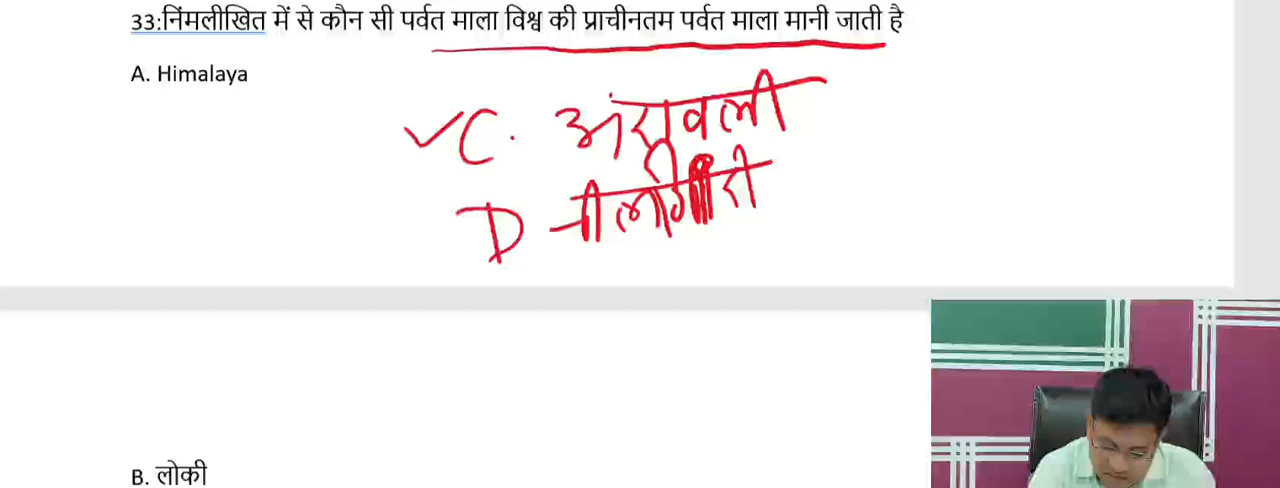 33:निंमलीखित में से कौन सी पर्वत माला विश्व की प्राचीनतम पर्वत माला मानी जाती है
A. Himalaya
C. अरावली
D नीलगीरी
B. लोकी